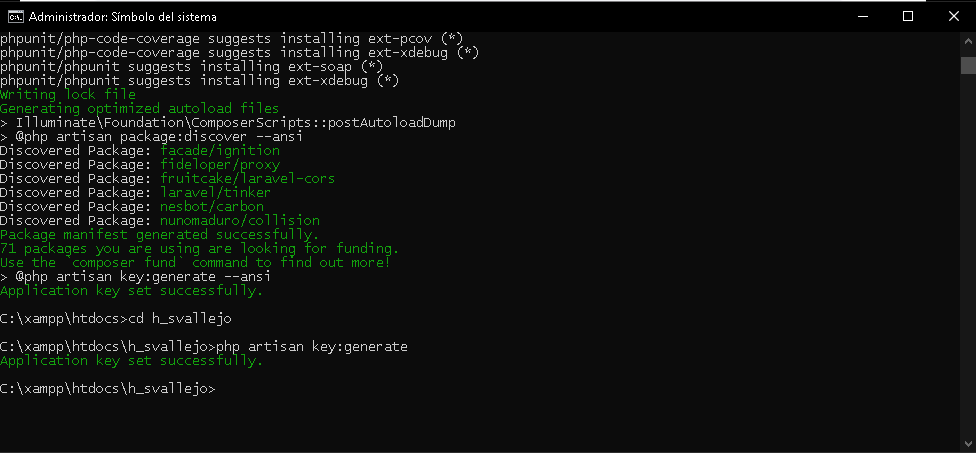 Administrador: Símbolo del sistema
phpunit/php-code-coverage suggests installing ext-pcov (*)
phpunit/php-code-coverage suggests installing ext-xdebug (*)
phpunit/phpunit suggests installing ext-soap (*)
phpunit/phpunit suggests installing ext-xdebug (*)
Writing lock file
Generating optimized autoload files
> Illuminate\Foundation\ComposerScripts::postAutoloadDump
> @php artisan package:discover --ansi
Discovered Package: facade/ignition
Discovered Package: fideloper/proxy
Discovered Package: fruitcake/laravel-cors
Discovered Package: laravel/tinker
Discovered Package: nesbot/carbon
Discovered Package: nunomaduro/collision
Package manifest generated successfully.
71 packages you are using are looking for funding.
Use the `composer fund` command to find out more!
> @php artisan key:generate --ansi
Application key set successfully.
C:\xampp\htdocs>cd h_svallejo
C:\xampp\htdocs\h_svallejo>php artisan key:generate
Application key set successfully.
C:\xampp\htdocs\h_svallejo>